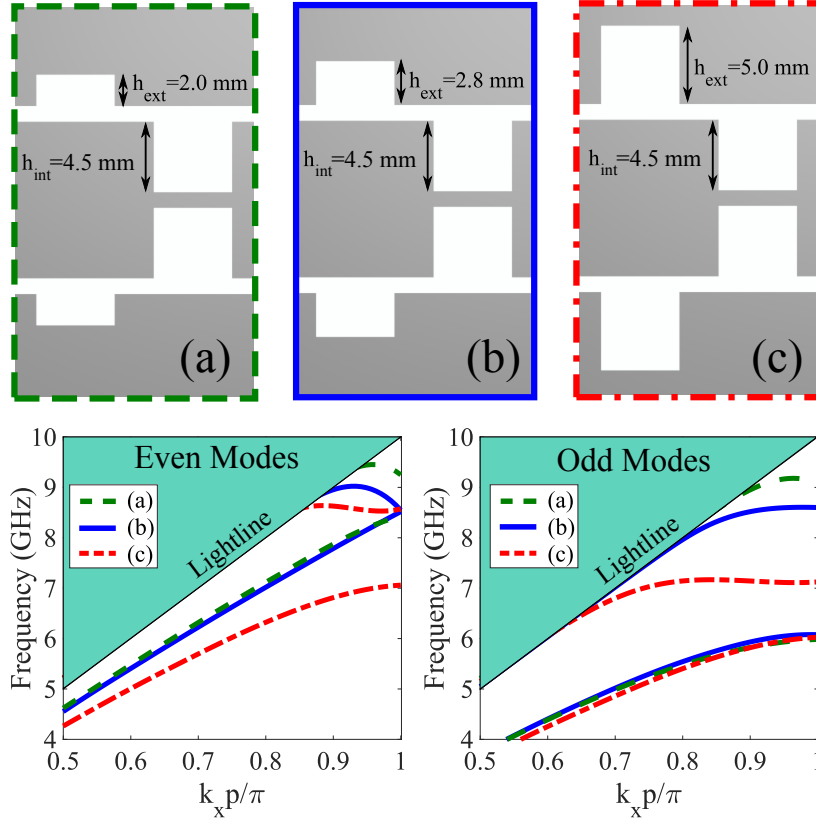 h_ext=2.0 mm
h_int=4.5 mm
(a)
h_ext=2.8 mm
h_int=4.5 mm
(b)
h_ext=5.0 mm
h_int=4.5 mm
(c)
Even Modes
Lightline
(a)
(b)
(c)
Frequency (GHz)
10
9
8
7
6
5
4
0.5 0.6 0.7 0.8 0.9 1
k_x p/π
Odd Modes
Lightline
(a)
(b)
(c)
Frequency (GHz)
10
9
8
7
6
5
4
0.5 0.6 0.7 0.8 0.9 1
k_x p/π